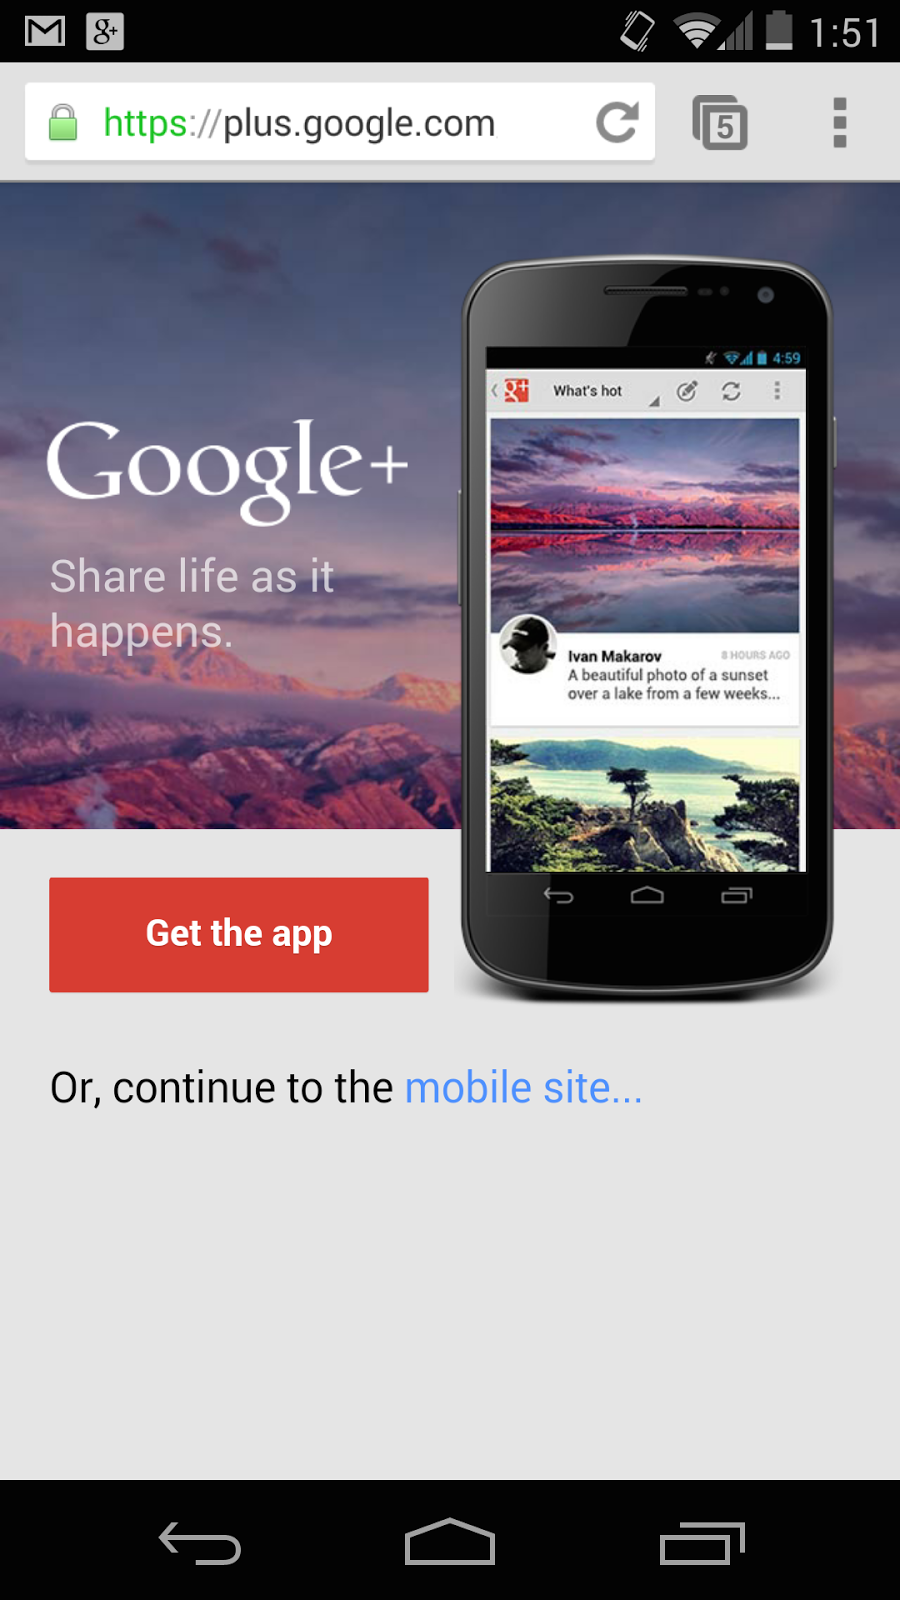 g+ 1:51
https://plus.google.com 5
Google+
Share life as it
happens.
4:59
g+ What's hot
Ivan Makarov 8 HOURS AGO
A beautiful photo of a sunset
over a lake from a few weeks...
Get the app
Or, continue to the mobile site...